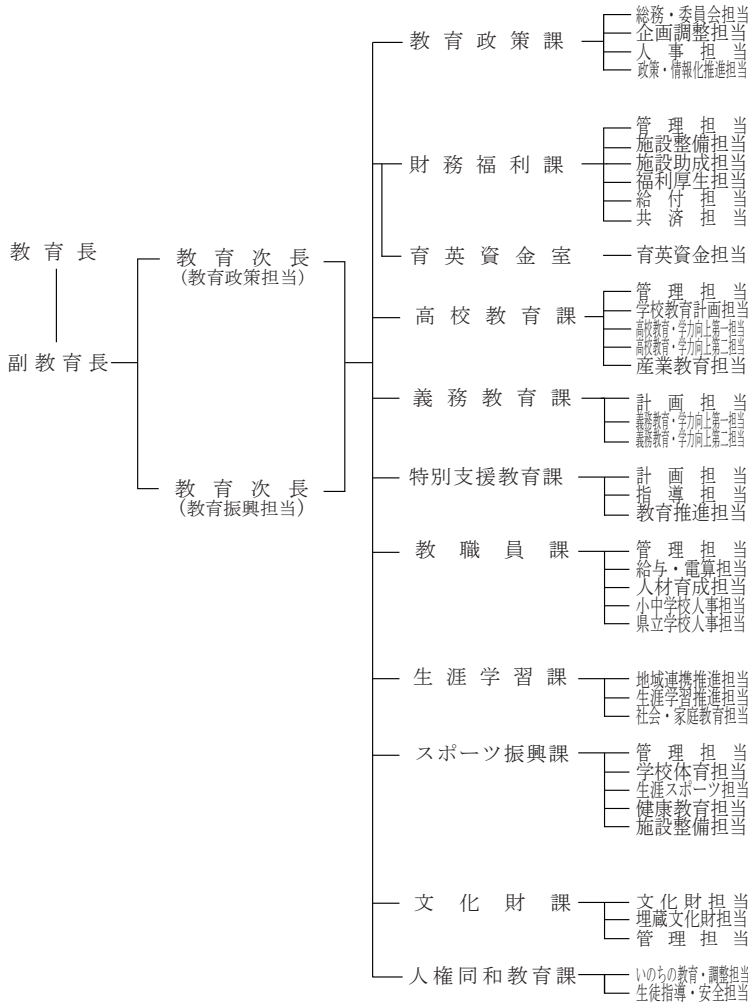 教育長
副教育長
教育次長
(教育政策担当)
教育次長
(教育振興担当)
教育政策課
総務・委員会担当
企画調整担当
人事担当
政策・情報化推進担当
財務福利課
管理担当
施設整備担当
施設助成担当
福利厚生担当
給付担当
共済担当
育英資金室
育英資金担当
高校教育課
管理担当
学校教育計画担当
高校教育・学力向上第一担当
高校教育・学力向上第二担当
産業教育担当
義務教育課
計画担当
義務教育・学力向上第一担当
義務教育・学力向上第二担当
特別支援教育課
計画担当
指導担当
教育推進担当
教職員課
管理担当
給与・電算担当
人材育成担当
小中学校人事担当
県立学校人事担当
生涯学習課
地域連携推進担当
生涯学習推進担当
社会・家庭教育担当
スポーツ振興課
管理担当
学校体育担当
生涯スポーツ担当
健康教育担当
施設整備担当
文化財課
文化財担当
埋蔵文化財担当
管理担当
人権同和教育課
いのちの教育・調整担当
生徒指導・安全担当